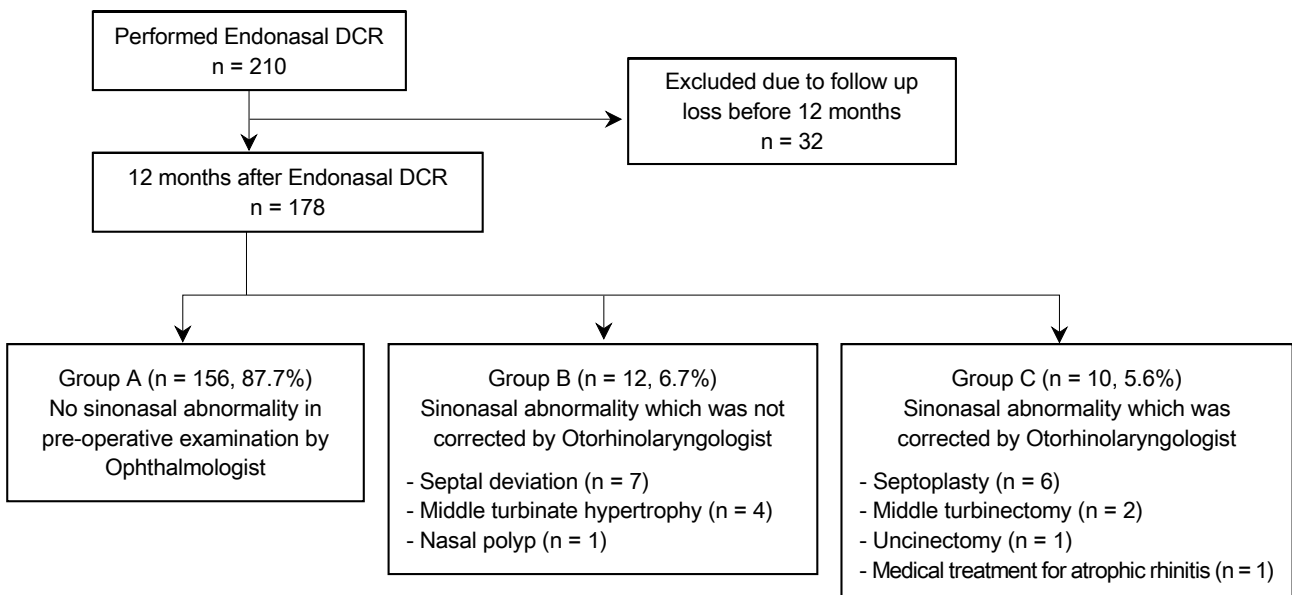 Performed Endonasal DCR
n = 210
Excluded due to follow up
loss before 12 months
n = 32
12 months after Endonasal DCR
n = 178
Group A (n = 156, 87.7%)
No sinonasal abnormality in
pre-operative examination by
Ophthalmologist
Group B (n = 12, 6.7%)
Sinonasal abnormality which was not
corrected by Otorhinolaryngologist
- Septal deviation (n = 7)
- Middle turbinate hypertrophy (n = 4)
- Nasal polyp (n = 1)
Group C (n = 10, 5.6%)
Sinonasal abnormality which was
corrected by Otorhinolaryngologist
- Septoplasty (n = 6)
- Middle turbinectomy (n = 2)
- Uncinectomy (n = 1)
- Medical treatment for atrophic rhinitis (n = 1)